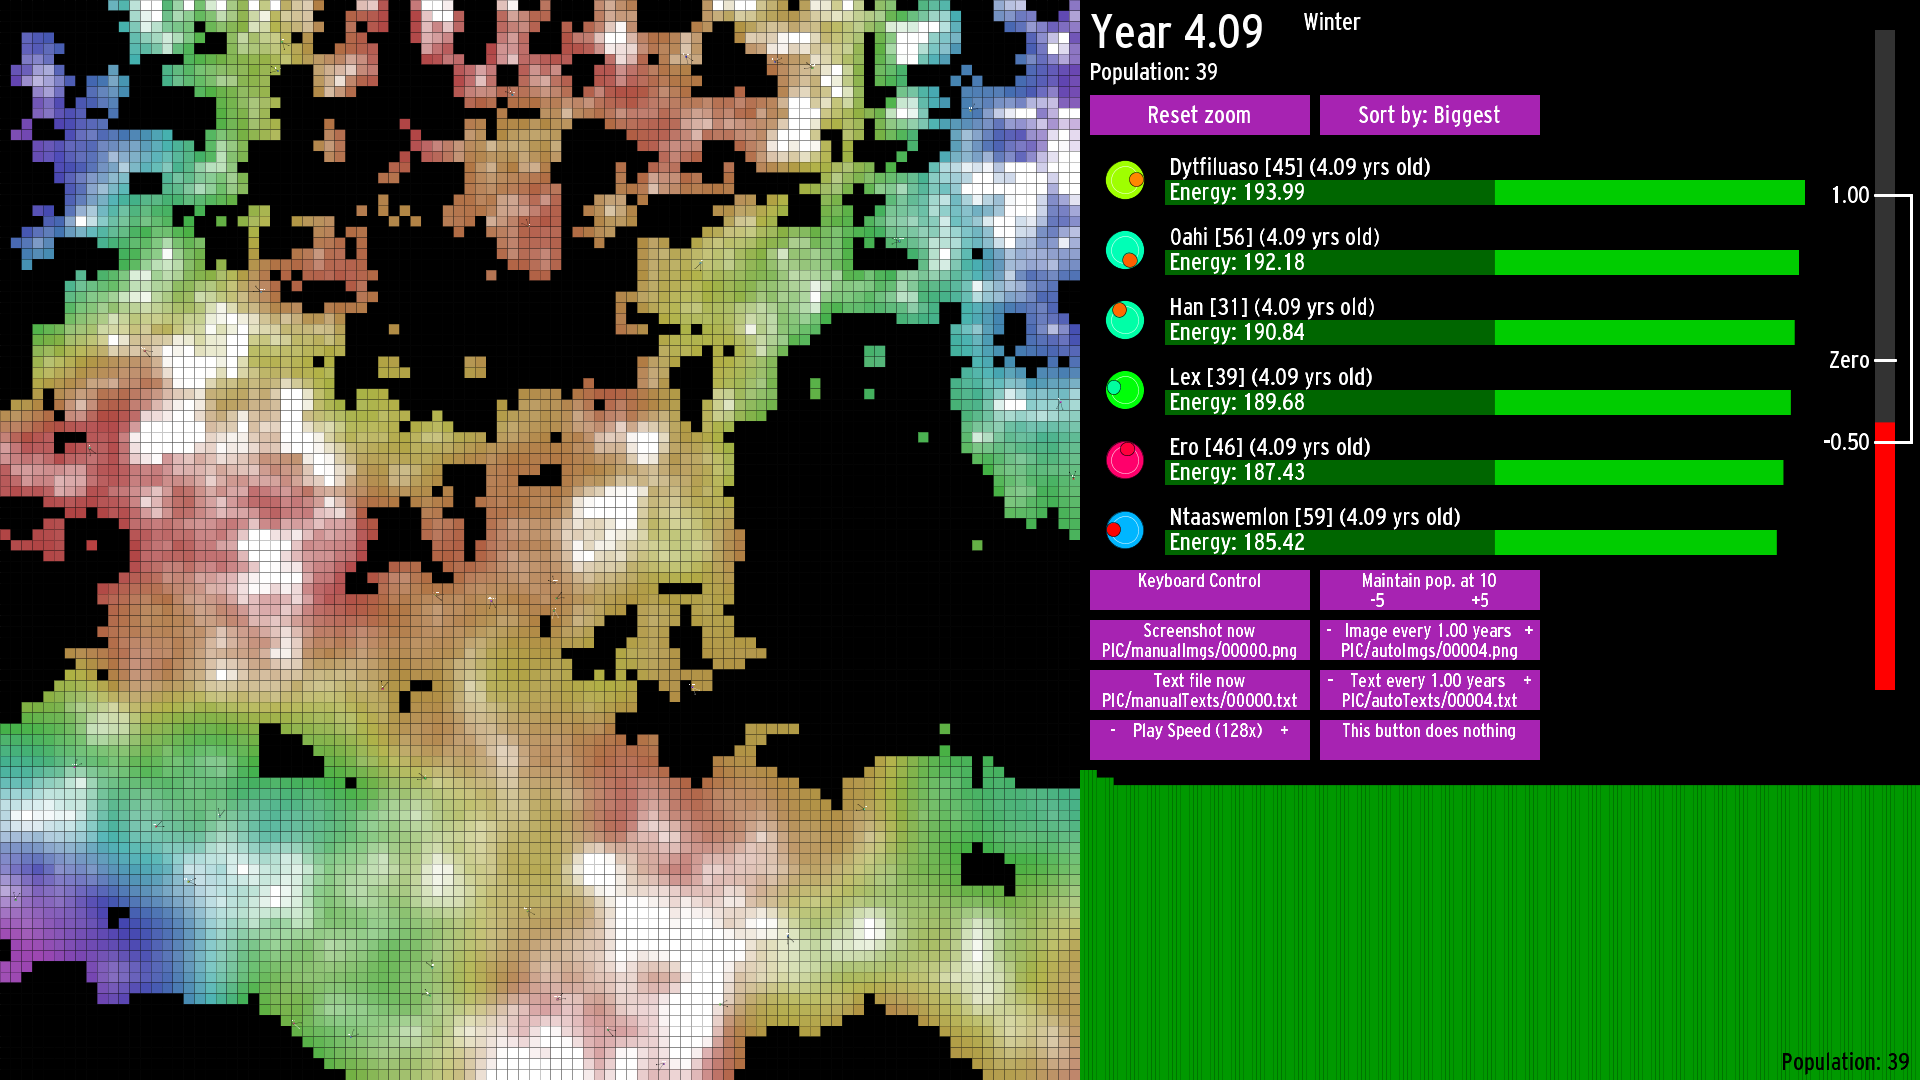 Year 4.09
Winter
Population: 39
Reset zoom
Sort by: Biggest
Dytfiluaso [45] (4.09 yrs old)
Energy: 193.99
Oahi [56] (4.09 yrs old)
Energy: 192.18
Han [31] (4.09 yrs old)
Energy: 190.84
Lex [39] (4.09 yrs old)
Energy: 189.68
Ero [46] (4.09 yrs old)
Energy: 187.43
Ntaaswemlon [59] (4.09 yrs old)
Energy: 185.42
1.00
Zero
-0.50
Keyboard Control
Maintain pop. at 10
-5 +5
Screenshot now
PIC/manualImgs/00000.png
- Image every 1.00 years +
PIC/autoImgs/00004.png
Text file now
PIC/manualTexts/00000.txt
- Text every 1.00 years +
PIC/autoTexts/00004.txt
- Play Speed (128x) +
This button does nothing
Population: 39